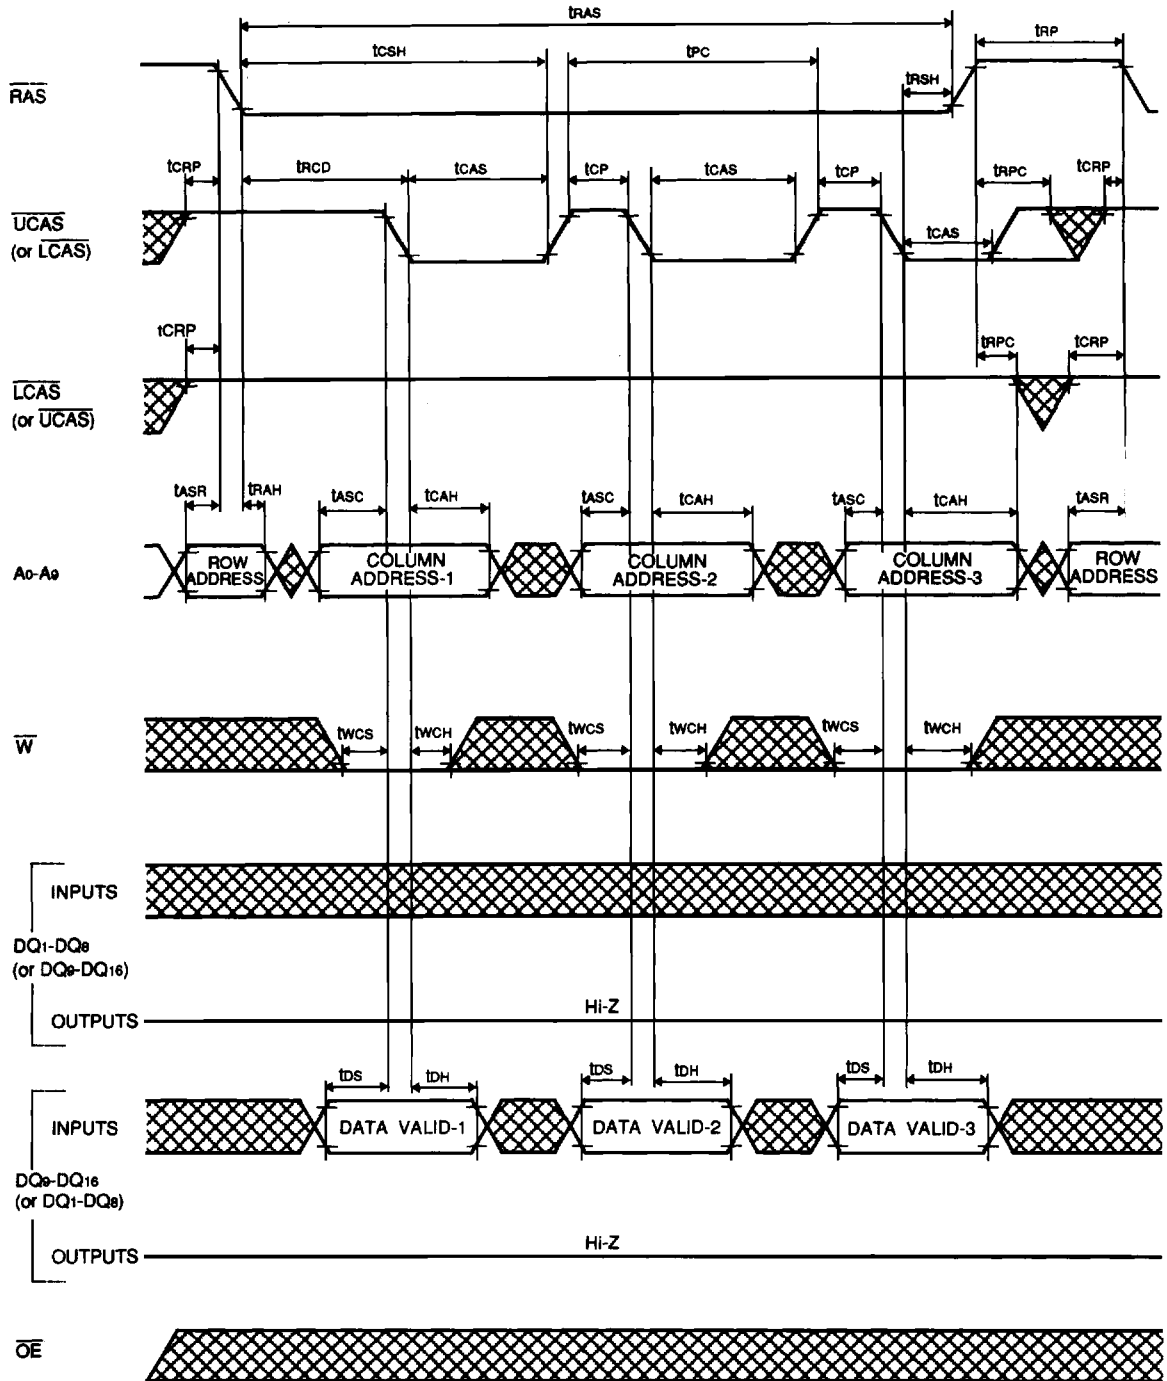 tRAS
tCSH tPC tRP
tRSH
RAS
tCRP tRCD tCAS tCP tCAS tCP tRPC tCRP
UCAS
(or LCAS)
tCAS
tCRP tRPC tCRP
LCAS
(or UCAS)
tASR tRAH tASC tCAH tASC tCAH tASC tCAH tASR
A0-A9
ROW ADDRESS
COLUMN ADDRESS-1
COLUMN ADDRESS-2
COLUMN ADDRESS-3
ROW ADDRESS
W
tWCS tWCH tWCS tWCH tWCS tWCH
INPUTS
DQ1-DQ8
(or DQ9-DQ16)
Hi-Z
OUTPUTS
tDS tDH tDS tDH tDS tDH
INPUTS
DATA VALID-1 DATA VALID-2 DATA VALID-3
DQ9-DQ16
(or DQ1-DQ8)
Hi-Z
OUTPUTS
OE